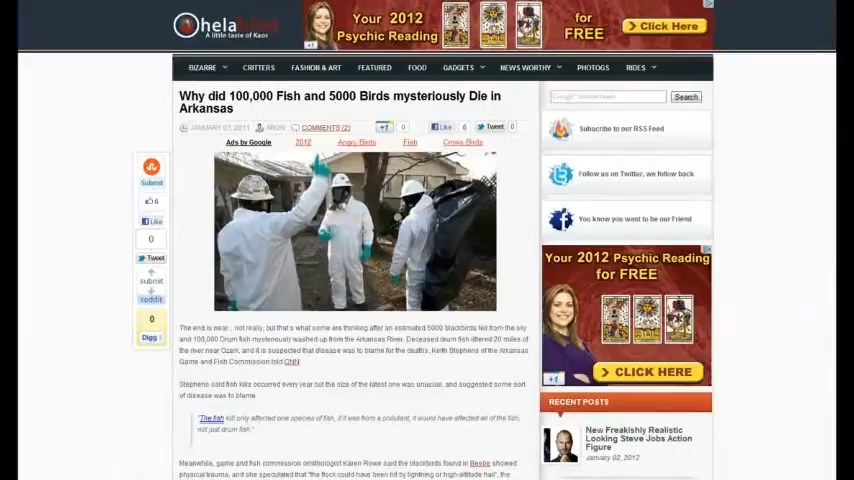 helablog
A little taste of Kaos
Your 2012
Psychic Reading
for
FREE
> Click Here
BIZARRE
CRITTERS
FASHION & ART
FEATURED
FOOD
GADGETS
NEWS WORTHY
PHOTOGS
RIDES
Why did 100,000 Fish and 5000 Birds mysteriously Die in
Arkansas
JANUARY 03, 2011
ARON
COMMENTS (2)
+1
0
Like
6
Tweet
0
Ads by Google
2012
Angry Birds
Fish
Crows Birds
Submit
6
Like
0
Tweet
submit
reddit
0
Digg
The end is near... not really, but that's what some are thinking after an estimated 5000 blackbirds fell from the sky
and 100,000 Drum fish mysteriously washed up from the Arkansas River. Deceased drum fish littered 20 miles of
the river near Ozark, and it is suspected that disease was to blame for the deaths, Keith Stephens of the Arkansas
Game and Fish Commission told CNN
Stephens said fish kills occurred every year but the size of the latest one was unusual, and suggested some sort
of disease was to blame
"The fish kill only affected one species of fish, if it was from a pollutant, it would have affected all of the fish,
not just drum fish."
Meanwhile, game and fish commission ornithologist Karen Rowe said the blackbirds found in Beebe showed
physical trauma, and she speculated that "the flock could have been hit by lightning or high-altitude hail", the
Search
Subscribe to our RSS Feed
Follow us on Twitter, we follow back
You know you want to be our Friend
Your 2012 Psychic Reading
for FREE
+1
> CLICK HERE
RECENT POSTS
New Freakishly Realistic
Looking Steve Jobs Action
Figure
January 02, 2012